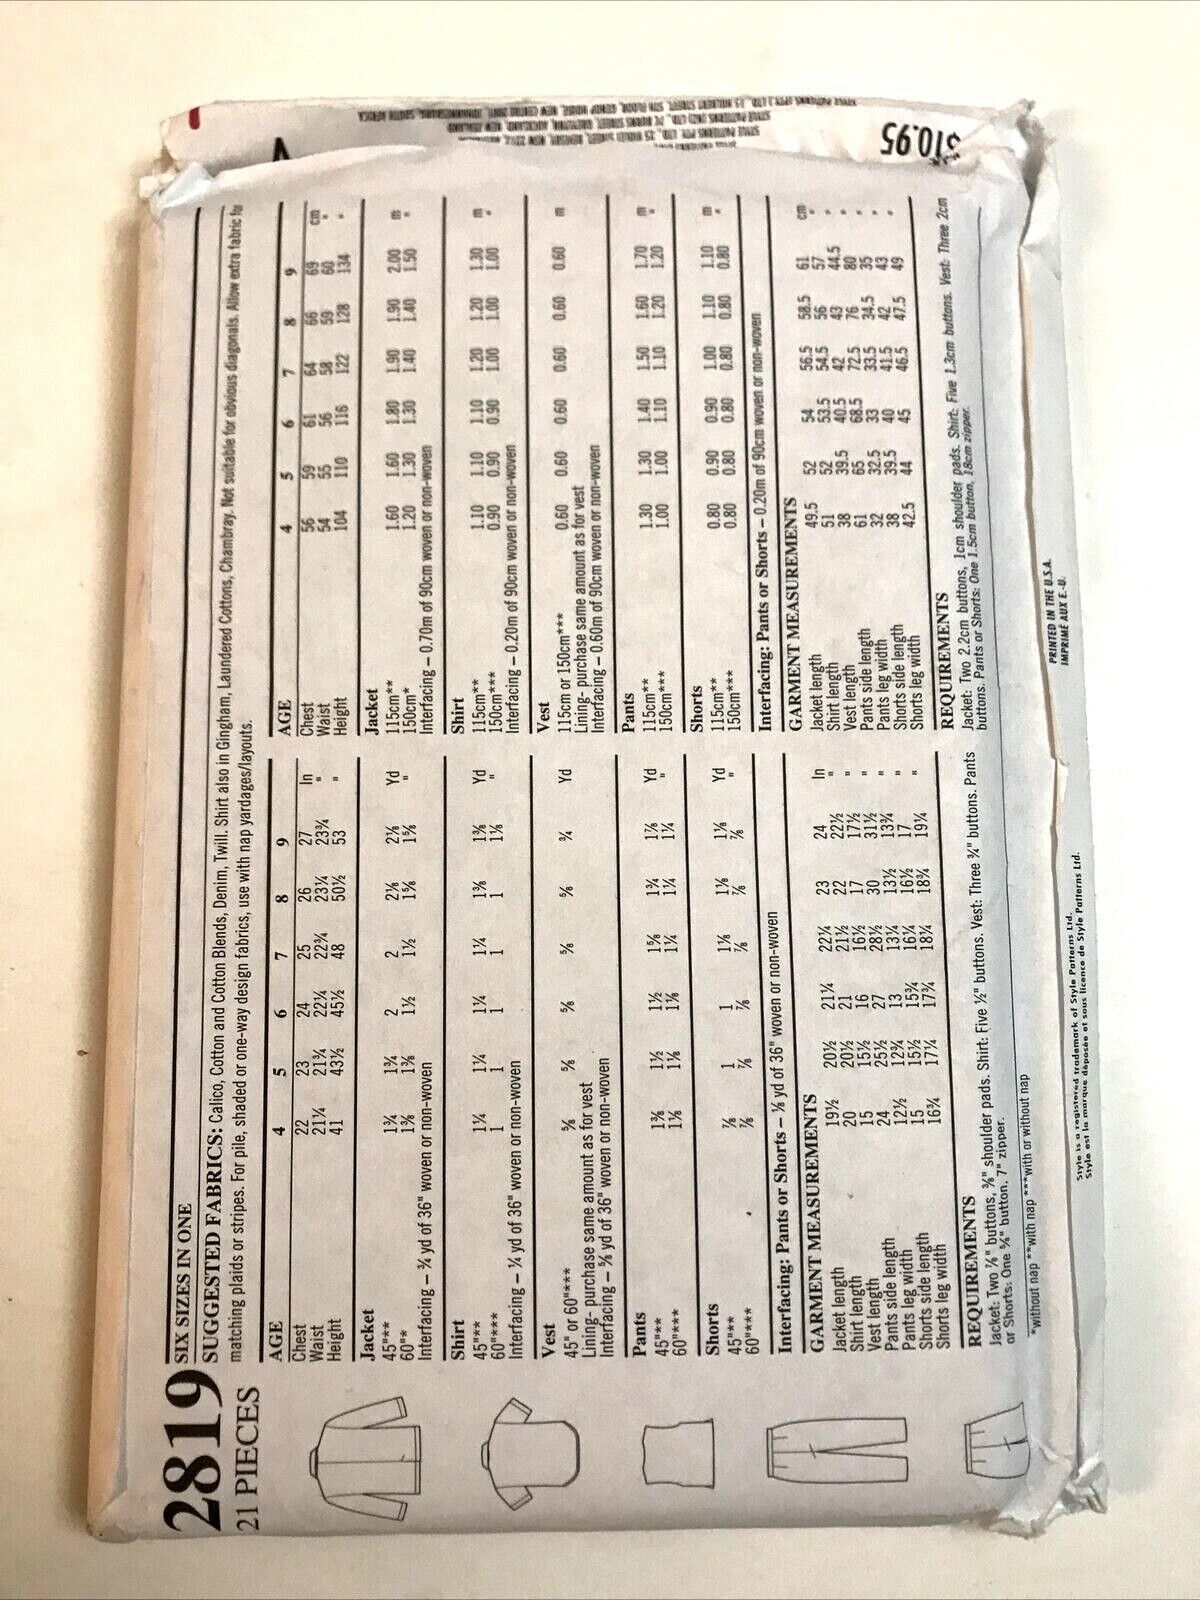 2819 SIX SIZES IN ONE
21 PIECES
SUGGESTED FABRICS: Calico, Cotton and Cotton Blends, Denim, Twill. Shirt also in Gingham, Laundered Cottons, Chambray. Not suitable for obvious diagonals. Allow extra fabric for
matching plaids or stripes. For pile, shaded or one-way design fabrics, use with nap yardages/layouts.
AGE 4 5 6 7 8 9
Chest 22 23 24 25 26 27 In
Waist 21¼ 21¾ 22¼ 22¾ 23¼ 23¾ "
Height 41 43½ 45½ 48 50½ 53 "
Jacket
45"** 1¾ 1¾ 2 2 2⅛ 2⅛ Yd
60"* 1⅜ 1⅜ 1½ 1½ 1⅝ 1⅝ "
Interfacing – ¾ yd of 36" woven or non-woven
Shirt
45"** 1¼ 1¼ 1¼ 1¼ 1⅜ 1⅜ Yd
60"*** 1 1 1 1 1 1⅛ "
Interfacing – ¼ yd of 36" woven or non-woven
Vest
45" or 60"*** ⅝ ⅝ ⅝ ⅝ ⅝ ¾ Yd
Lining- purchase same amount as for vest
Interfacing – ⅝ yd of 36" woven or non-woven
Pants
45"** 1⅜ 1½ 1½ 1⅝ 1¾ 1⅞ Yd
60"*** 1⅛ 1⅛ 1⅛ 1¼ 1¼ 1¼ "
Shorts
45"** ⅞ 1 1 1⅛ 1⅛ 1⅛ Yd
60"*** ⅞ ⅞ ⅞ ⅞ ⅞ ⅞ "
Interfacing: Pants or Shorts – ⅛ yd of 36" woven or non-woven
GARMENT MEASUREMENTS
Jacket length 19½ 20½ 21¼ 22¼ 23 24 In
Shirt length 20 20½ 21 21½ 22 22½ "
Vest length 15 15½ 16 16½ 17 17½ "
Pants side length 24 25½ 27 28½ 30 31½ "
Pants leg width 12½ 12¾ 13 13¼ 13½ 13¾ "
Shorts side length 15 15½ 15¾ 16¼ 16½ 17 "
Shorts leg width 16¾ 17¼ 17¾ 18¼ 18¾ 19¼ "
REQUIREMENTS
Jacket: Two ⅞" buttons, ⅜" shoulder pads. Shirt: Five ½" buttons. Vest: Three ¾" buttons. Pants
or Shorts: One ⅝" button, 7" zipper.
*without nap **with nap ***with or without nap
AGE 4 5 6 7 8 9
Chest 56 59 61 64 66 69 cm
Waist 54 55 56 58 59 60 "
Height 104 110 116 122 128 134 "
Jacket
115cm** 1.60 1.60 1.80 1.90 1.90 2.00 m
150cm* 1.20 1.30 1.30 1.40 1.40 1.50 "
Interfacing – 0.70m of 90cm woven or non-woven
Shirt
115cm** 1.10 1.10 1.10 1.20 1.20 1.30 m
150cm*** 0.90 0.90 0.90 1.00 1.00 1.00 "
Interfacing – 0.20m of 90cm woven or non-woven
Vest
115cm or 150cm*** 0.60 0.60 0.60 0.60 0.60 0.60 m
Lining- purchase same amount as for vest
Interfacing – 0.60m of 90cm woven or non-woven
Pants
115cm** 1.30 1.30 1.40 1.50 1.60 1.70 m
150cm*** 1.00 1.00 1.10 1.10 1.20 1.20 "
Shorts
115cm** 0.80 0.90 0.90 1.00 1.10 1.10 m
150cm*** 0.80 0.80 0.80 0.80 0.80 0.80 "
Interfacing: Pants or Shorts – 0.20m of 90cm woven or non-woven
GARMENT MEASUREMENTS
Jacket length 49.5 52 54 56.5 58.5 61 cm
Shirt length 51 52 53.5 54.5 56 57 "
Vest length 38 39.5 40.5 42 43 44.5 "
Pants side length 61 65 68.5 72.5 76 80 "
Pants leg width 32 32.5 33 33.5 34.5 35 "
Shorts side length 38 39.5 40 41.5 42 43 "
Shorts leg width 42.5 44 45 46.5 47.5 49 "
REQUIREMENTS
Jacket: Two 2.2cm buttons, 1cm shoulder pads. Shirt: Five 1.3cm buttons. Vest: Three 2cm
buttons. Pants or Shorts: One 1.5cm button, 18cm zipper.
Style is a registered trademark of Style Patterns Ltd.
Style est la marque déposée et sous licence de Style Patterns Ltd.
PRINTED IN THE U.S.A.
IMPRIMÉ AUX E.-U.
$10.95